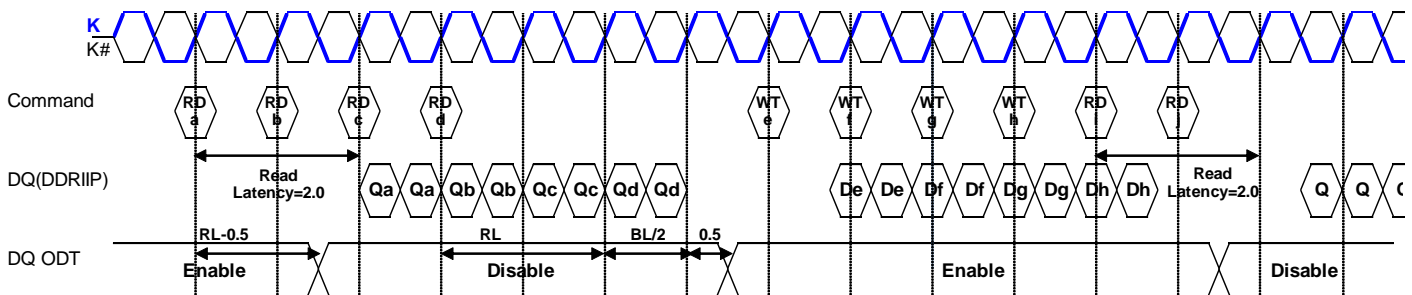 K
K#
Command
RD a
RD b
RD c
RD d
WT e
WT f
WT g
WT h
RD i
RD j
DQ(DDRIIP)
Read
Latency=2.0
Qa Qa Qb Qb Qc Qc Qd Qd
De De Df Df Dg Dg Dh Dh
Read
Latency=2.0
Q Q
DQ ODT
RL-0.5
RL
BL/2
0.5
Enable
Disable
Enable
Disable